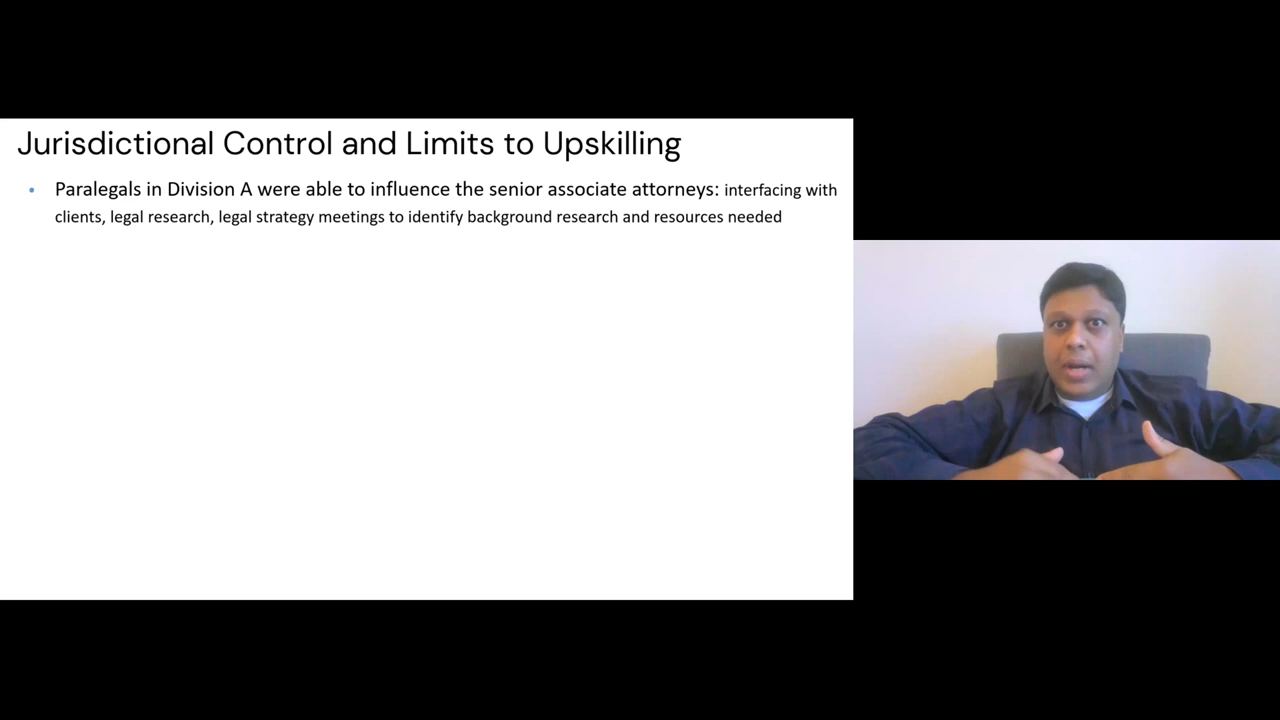 Jurisdictional Control and Limits to Upskilling
• Paralegals in Division A were able to influence the senior associate attorneys: interfacing with
clients, legal research, legal strategy meetings to identify background research and resources needed